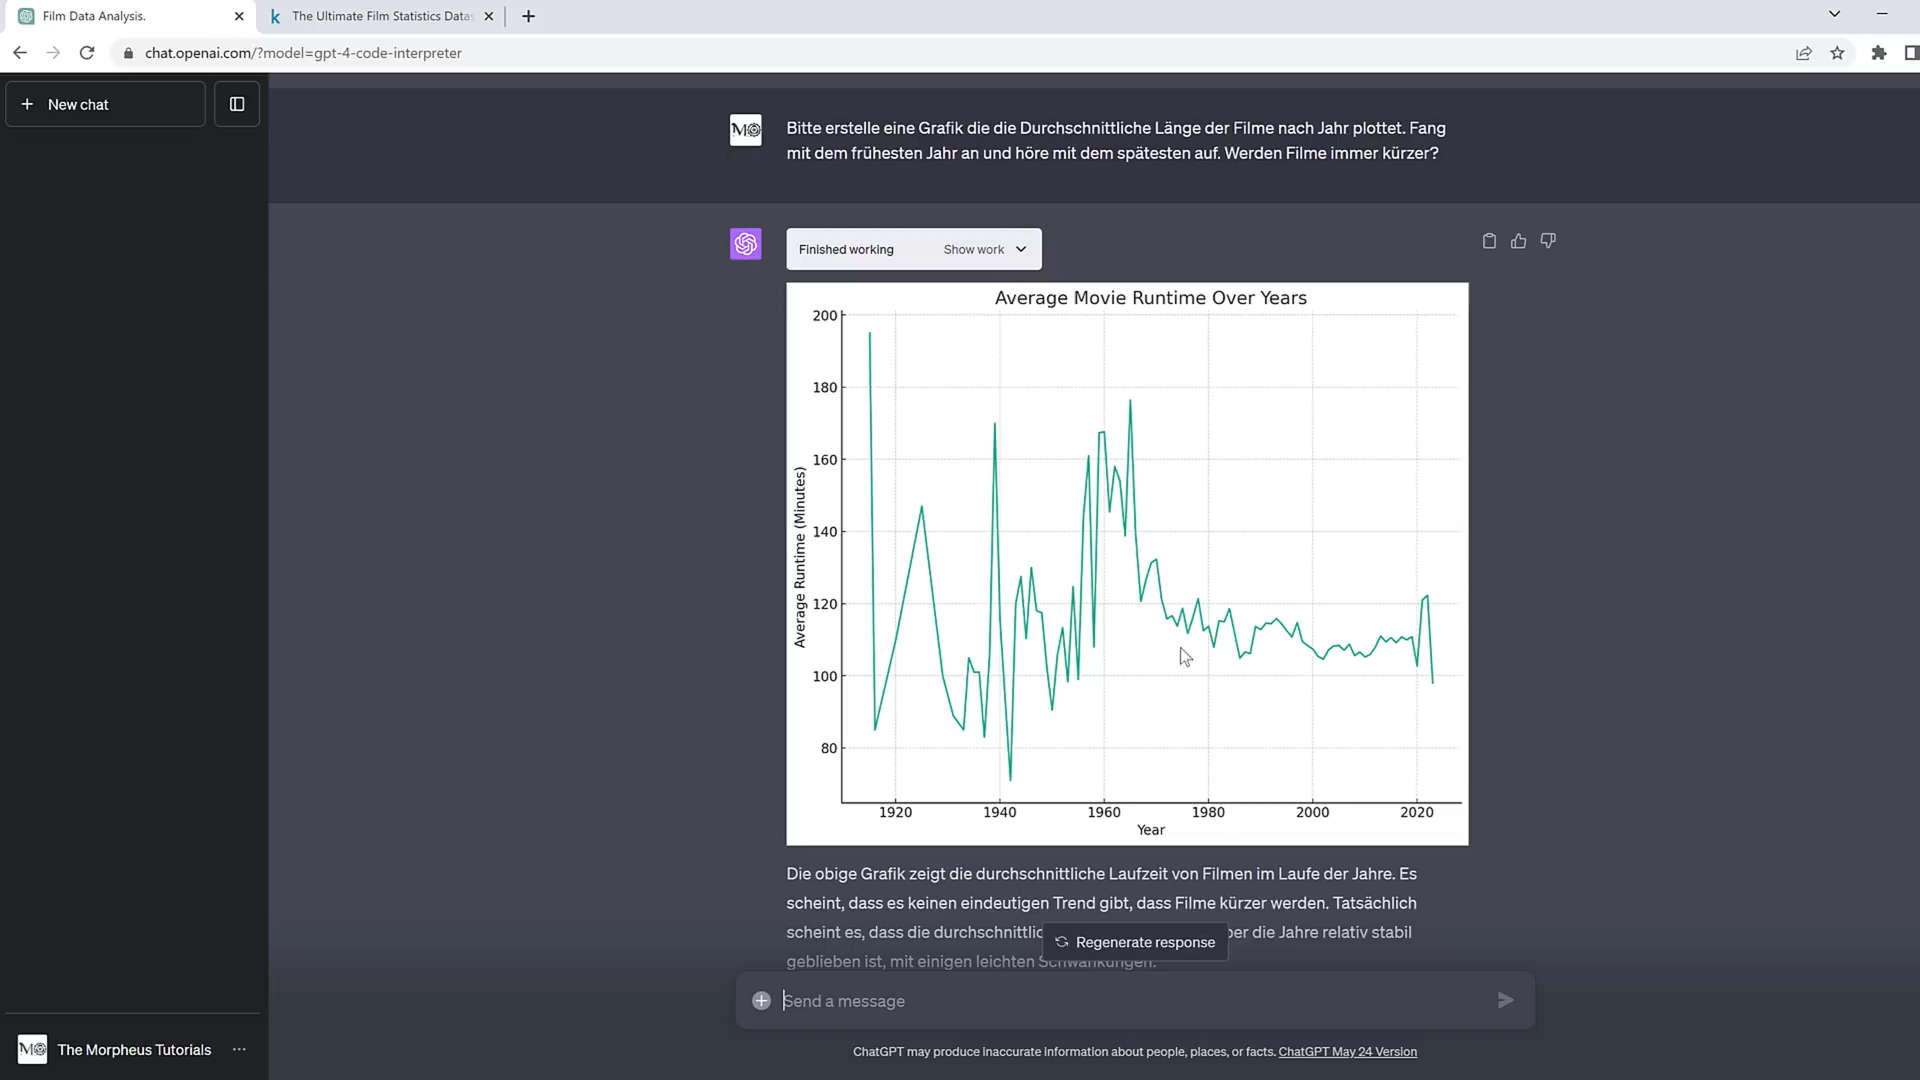 Film Data Analysis.
The Ultimate Film Statistics Datas
chat.openai.com/?model=gpt-4-code-interpreter
New chat
MO
Bitte erstelle eine Grafik die die Durchschnittliche Länge der Filme nach Jahr plottet. Fang
mit dem frühesten Jahr an und höre mit dem spätesten auf. Werden Filme immer kürzer?
Finished working Show work
Average Movie Runtime Over Years
Average Runtime (Minutes)
200
180
160
140
120
100
80
1920 1940 1960 1980 2000 2020
Year
Die obige Grafik zeigt die durchschnittliche Laufzeit von Filmen im Laufe der Jahre. Es
scheint, dass es keinen eindeutigen Trend gibt, dass Filme kürzer werden. Tatsächlich
scheint es, dass die durchschnittlic ber die Jahre relativ stabil
Regenerate response
geblieben ist, mit einigen leichten Schwankungen.
Send a message
MO The Morpheus Tutorials
ChatGPT may produce inaccurate information about people, places, or facts. ChatGPT May 24 Version